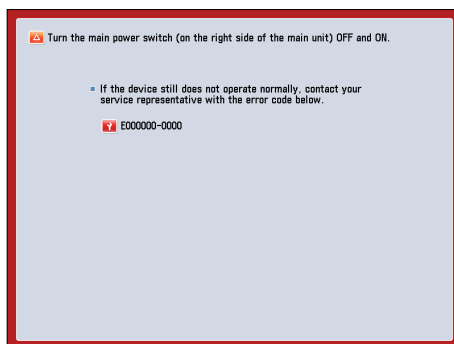 Turn the main power switch (on the right side of the main unit) OFF and ON.
If the device still does not operate normally, contact your
service representative with the error code below.
E000000-0000